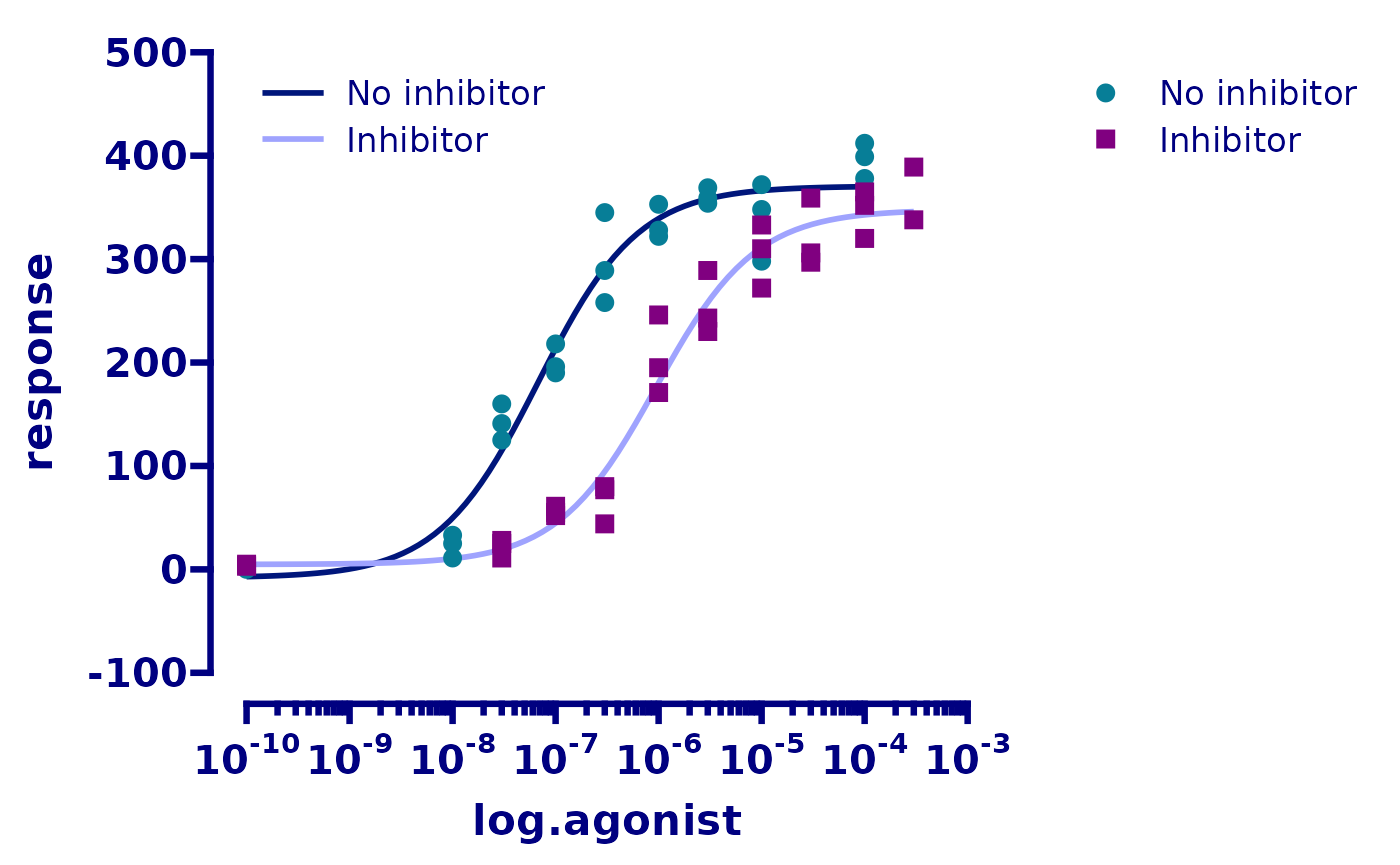 500
400
300
200
100
0
-100
response
No inhibitor
Inhibitor
No inhibitor
Inhibitor
10-10 10-9 10-8 10-7 10-6 10-5 10-4 10-3
log.agonist